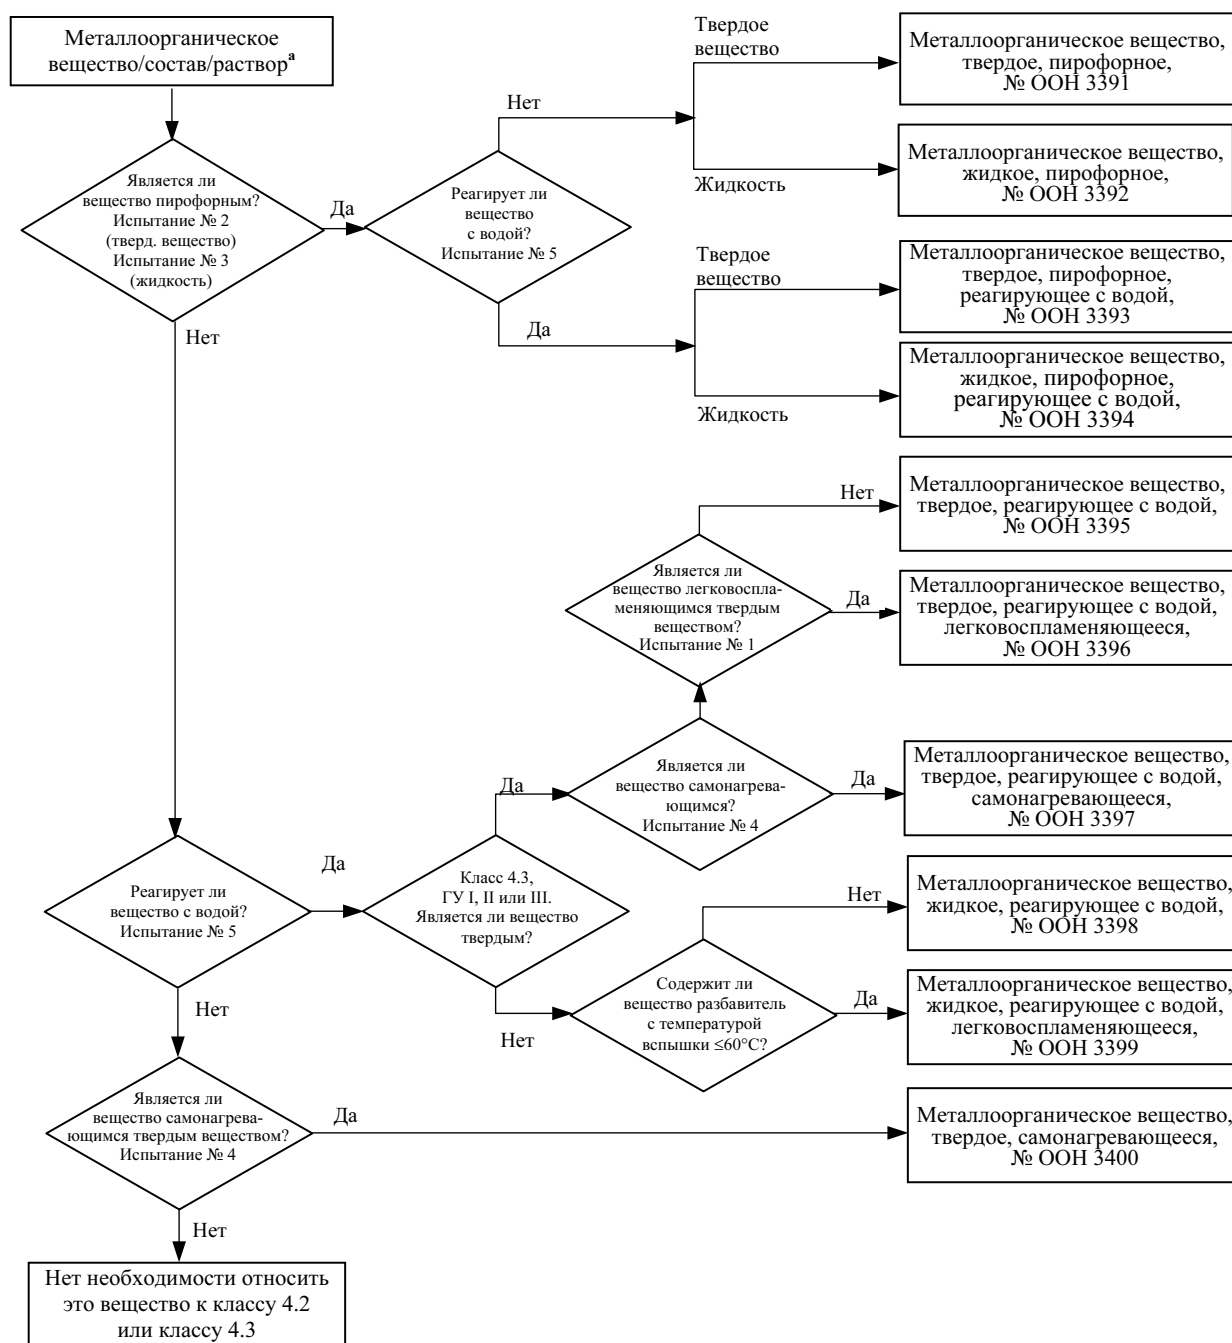 Металлоорганическое
вещество/состав/растворᵃ
Твердое
вещество
Металлоорганическое вещество,
твердое, пирофорное,
№ ООН 3391
Нет
Металлоорганическое вещество,
жидкое, пирофорное,
№ ООН 3392
Жидкость
Является ли
вещество пирофорным?
Испытание № 2
(тверд. вещество)
Испытание № 3
(жидкость)
Да
Реагирует ли
вещество
с водой?
Испытание № 5
Твердое
вещество
Металлоорганическое вещество,
твердое, пирофорное,
реагирующее с водой,
№ ООН 3393
Нет
Да
Металлоорганическое вещество,
жидкое, пирофорное,
реагирующее с водой,
№ ООН 3394
Жидкость
Нет
Металлоорганическое вещество,
твердое, реагирующее с водой,
№ ООН 3395
Является ли
вещество легковоспла-
меняющимся твердым
веществом?
Испытание № 1
Да
Металлоорганическое вещество,
твердое, реагирующее с водой,
легковоспламеняющееся,
№ ООН 3396
Да
Является ли
вещество самонагрева-
ющимся?
Испытание № 4
Да
Металлоорганическое вещество,
твердое, реагирующее с водой,
самонагревающееся,
№ ООН 3397
Реагирует ли
вещество с водой?
Испытание № 5
Да
Класс 4.3,
ГУ I, II или III.
Является ли вещество
твердым?
Нет
Металлоорганическое вещество,
жидкое, реагирующее с водой,
№ ООН 3398
Нет
Нет
Содержит ли
вещество разбавитель
с температурой
вспышки ≤60°C?
Да
Металлоорганическое вещество,
жидкое, реагирующее с водой,
легковоспламеняющееся,
№ ООН 3399
Является ли
вещество самонагрева-
ющимся твердым веществом?
Испытание № 4
Да
Металлоорганическое вещество,
твердое, самонагревающееся,
№ ООН 3400
Нет
Нет необходимости относить
это вещество к классу 4.2
или классу 4.3